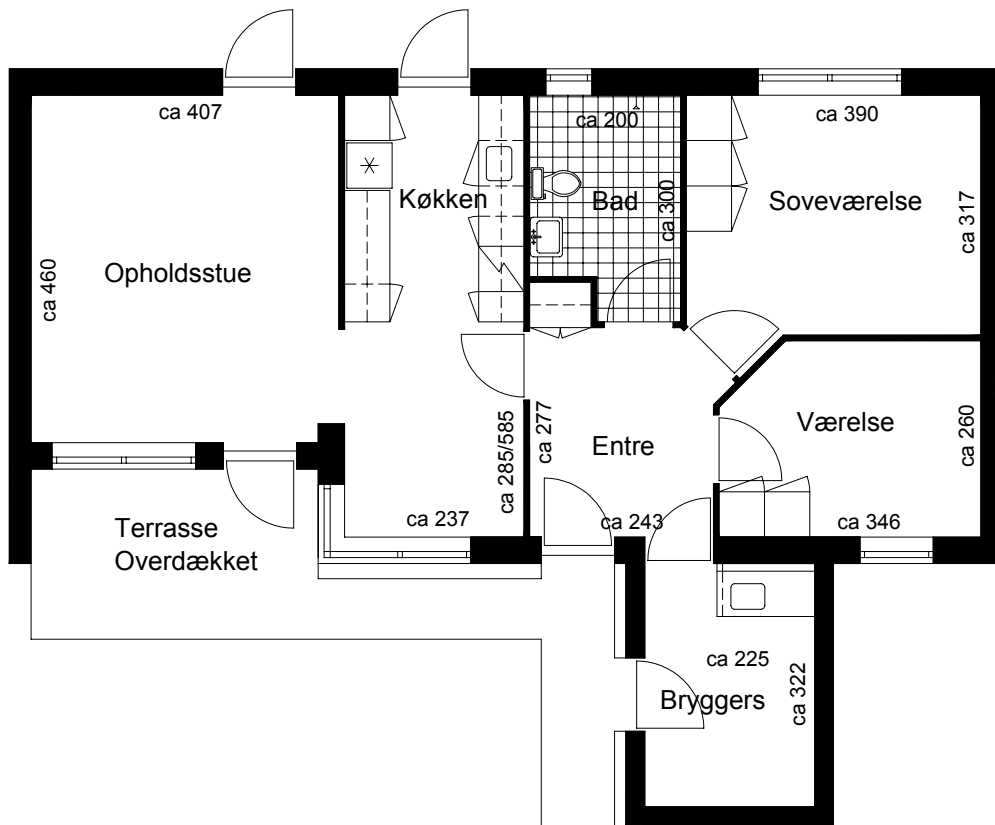 ca 407
ca 200
ca 390
Køkken
Bad
ca 300
Soveværelse
ca 317
ca 460
Opholdsstue
Værelse
ca 260
ca 285/585
ca 277
Entre
Terrasse
Overdækket
ca 237
ca 243
ca 346
ca 225
Bryggers
ca 322